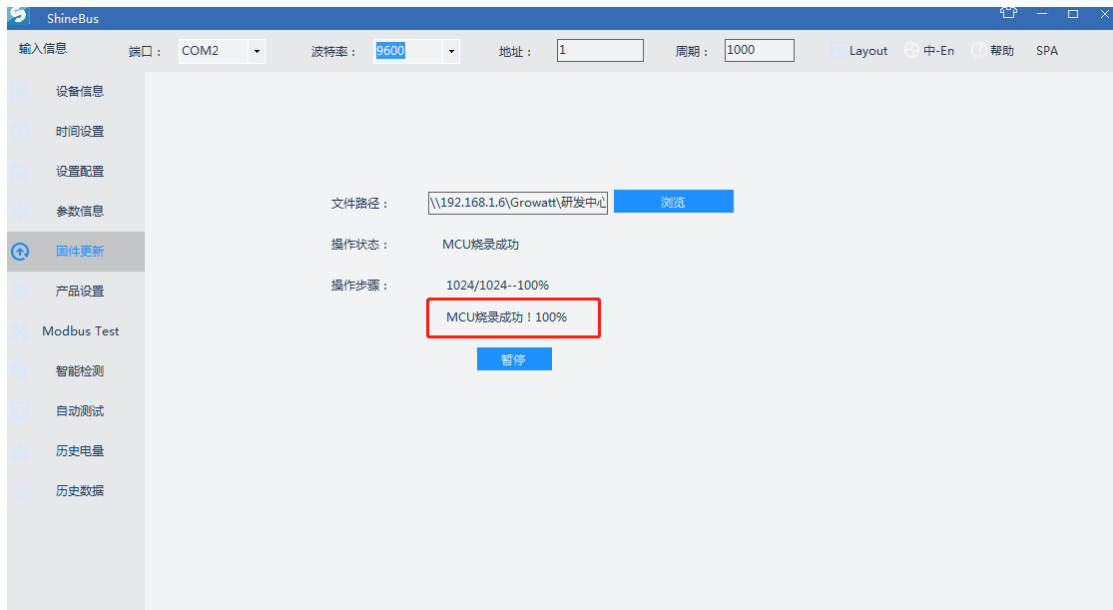 ShineBus
输入信息 端口： COM2 波特率： 9600 地址： 1 周期： 1000 Layout 中-En 帮助 SPA
设备信息
时间设置
设置配置
参数信息
固件更新
产品设置
Modbus Test
智能检测
自动测试
历史电量
历史数据
文件路径： \\192.168.1.6\Growatt\研发中心 浏览
操作状态： MCU烧录成功
操作步骤： 1024/1024--100%
MCU烧录成功！100%
暂停